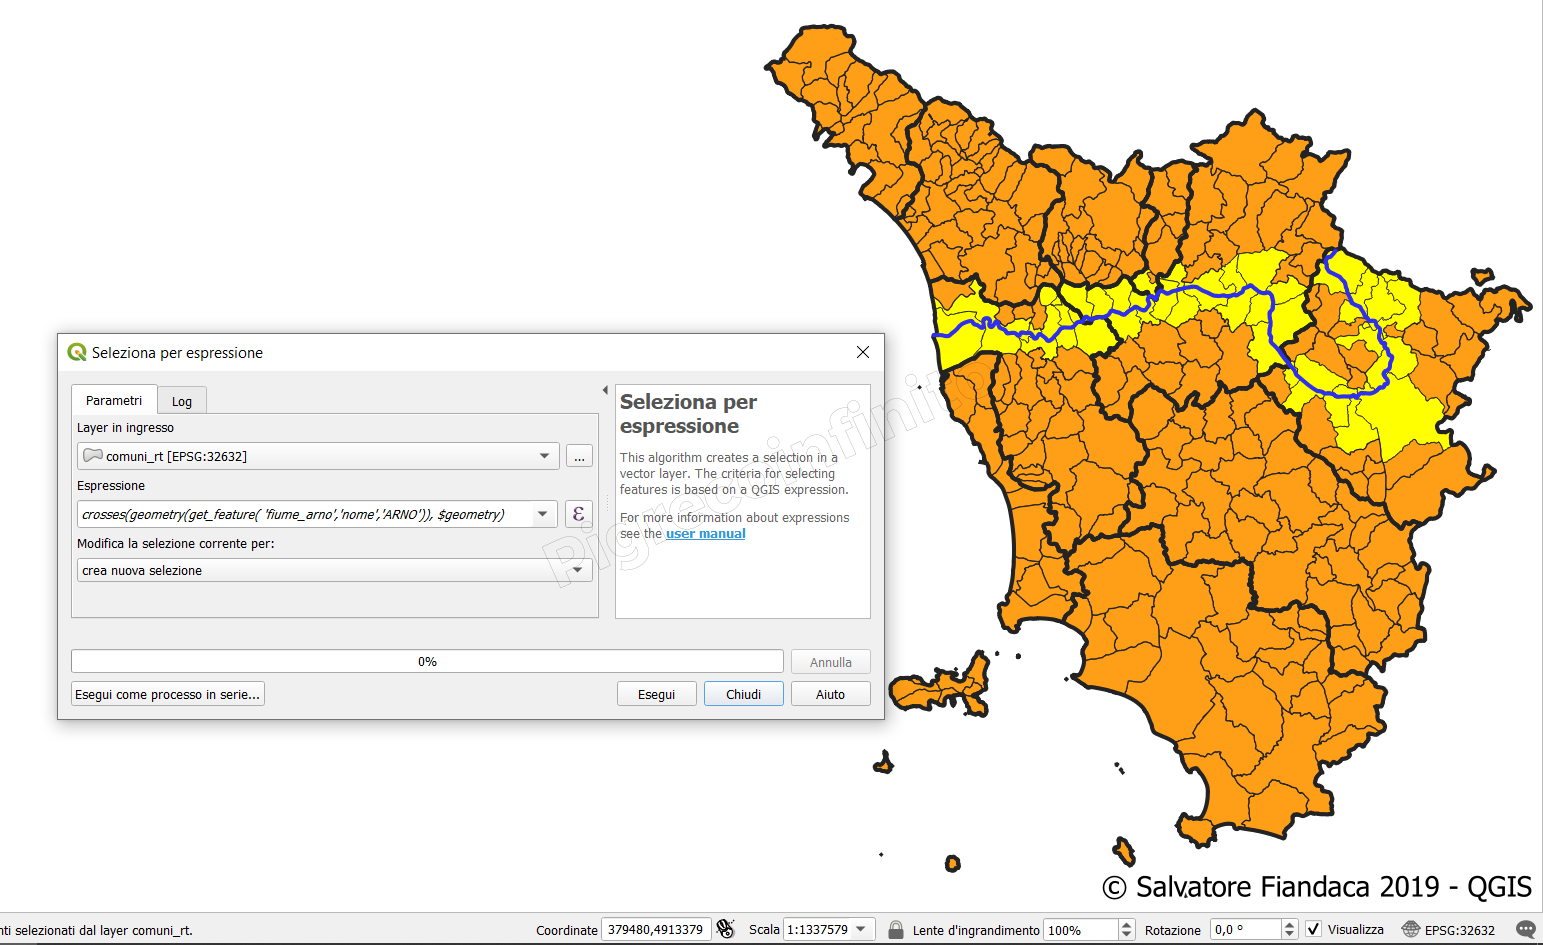 Seleziona per espressione
Parametri
Log
Layer in ingresso
comuni_rt [EPSG:32632]
...
Espressione
crosses(geometry(get_feature( 'fiume_arno','nome','ARNO')), $geometry)
ε
Modifica la selezione corrente per:
crea nuova selezione
Seleziona per
espressione
This algorithm creates a selection in a
vector layer. The criteria for selecting
features is based on a QGIS expression.
For more information about expressions
see the user manual
0%
Annulla
Esegui come processo in serie...
Esegui
Chiudi
Aiuto
Pigrecoinfinito
© Salvatore Fiandaca 2019 - QGIS
nti selezionati dal layer comuni_rt.
Coordinate 379480,4913379
Scala 1:1337579
Lente d'ingrandimento 100%
Rotazione 0,0 °
Visualizza
EPSG:32632